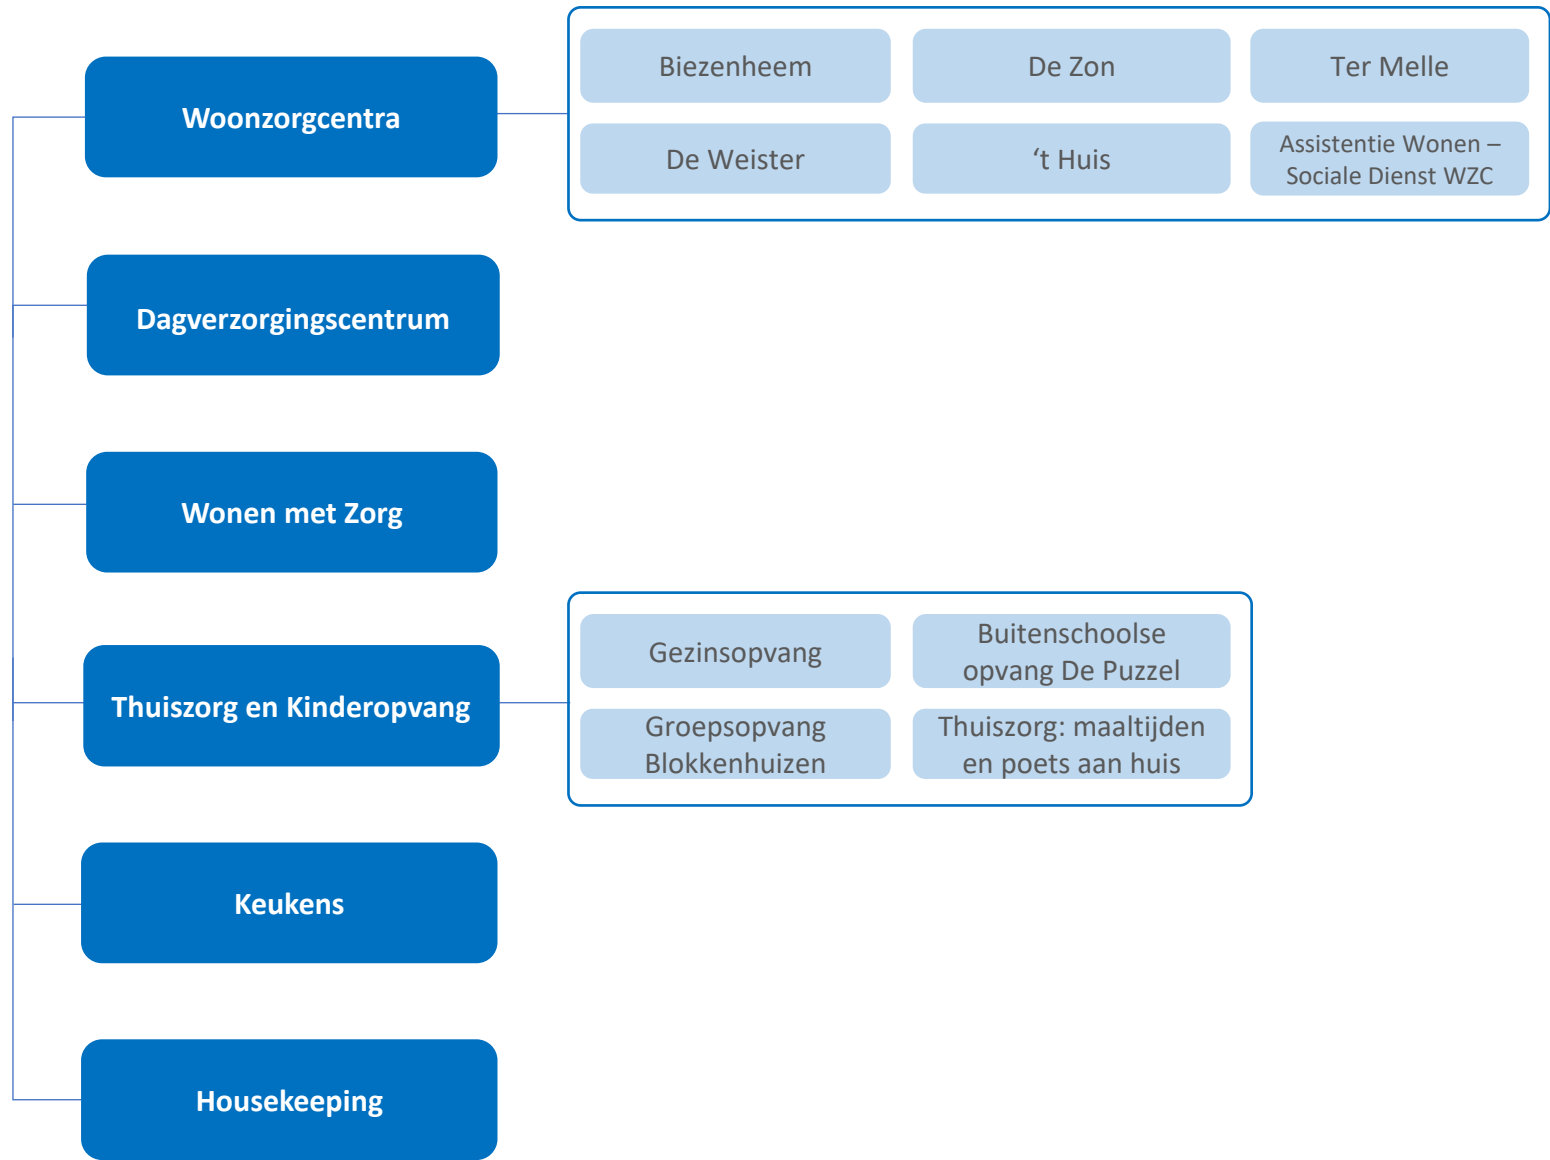 Woonzorgcentra
Biezenheem
De Zon
Ter Melle
De Weister
‘t Huis
Assistentie Wonen –
Sociale Dienst WZC
Dagverzorgingscentrum
Wonen met Zorg
Thuiszorg en Kinderopvang
Gezinsopvang
Buitenschoolse
opvang De Puzzel
Groepsopvang
Blokkenhuizen
Thuiszorg: maaltijden
en poets aan huis
Keukens
Housekeeping